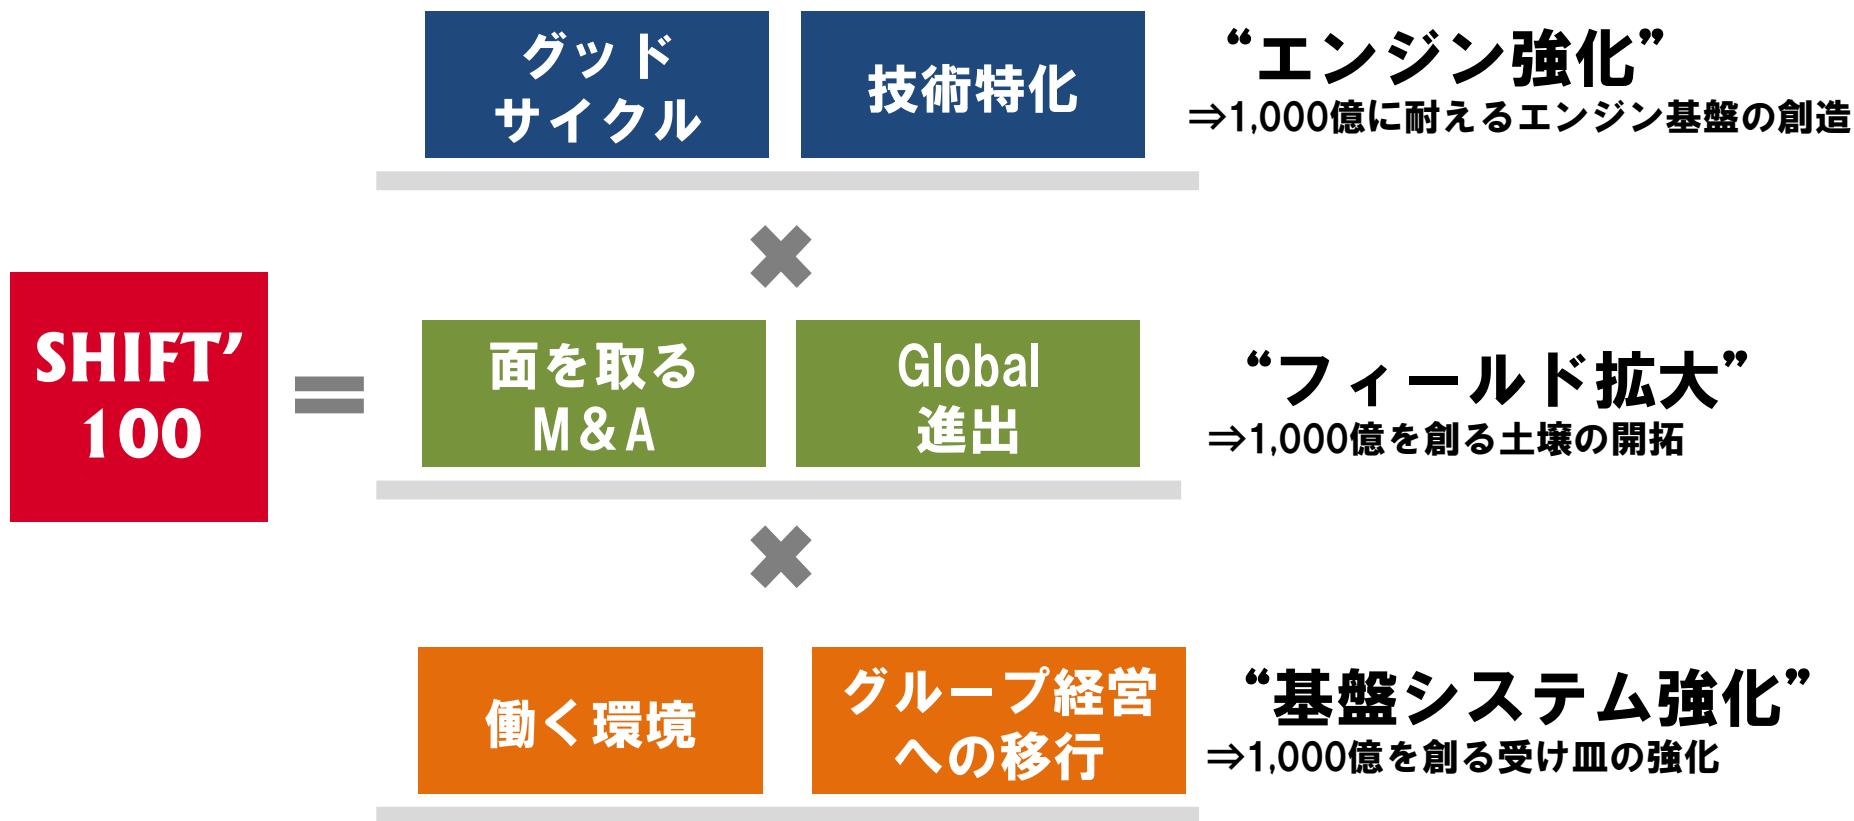 グッド
サイクル
技術特化
“エンジン強化”
⇒1,000億に耐えるエンジン基盤の創造
×
SHIFT’
100
=
面を取る
M&A
Global
進出
“フィールド拡大”
⇒1,000億を創る土壌の開拓
×
働く環境
グループ経営
への移行
“基盤システム強化”
⇒1,000億を創る受け皿の強化